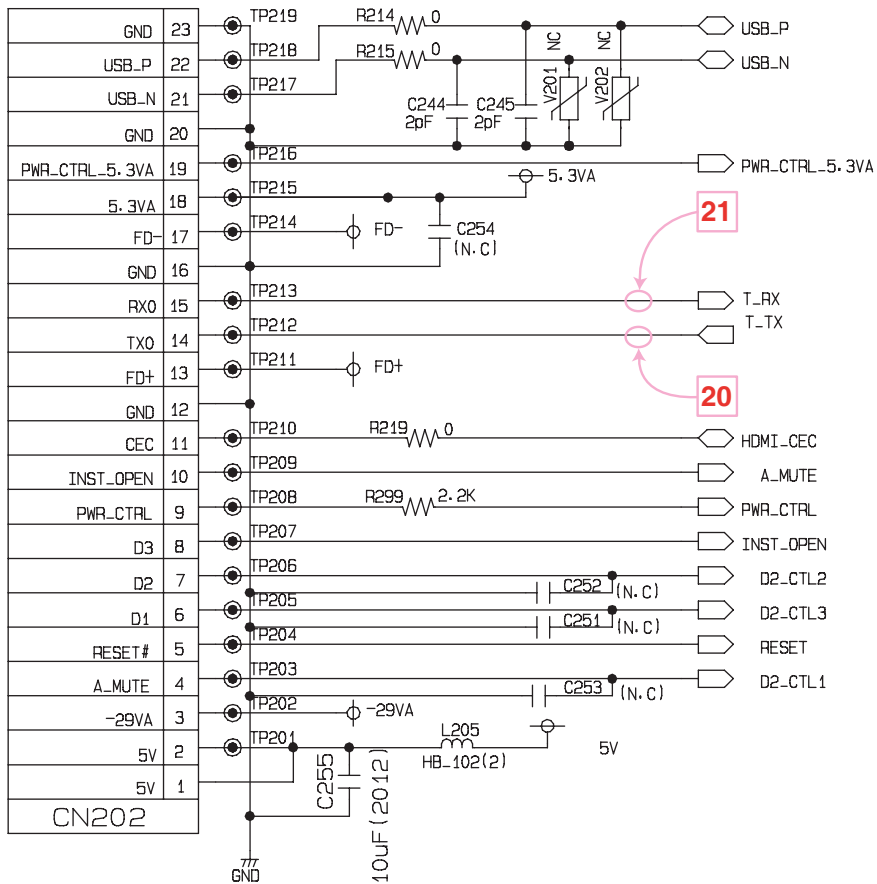 GND 23 TP219 R214 0 USB_P
USB_P 22 TP218 R215 0 NC NC USB_N
USB_N 21 TP217 V201 V202
C244 C245
2pF 2pF
GND 20
PWR_CTRL_5.3VA 19 TP216 PWR_CTRL_5.3VA
5.3VA 18 TP215 5.3VA
FD- 17 TP214 FD- C254
(N.C)
21
GND 16
RX0 15 TP213 T_RX
TX0 14 TP212 T_TX
FD+ 13 TP211 FD+
20
GND 12
CEC 11 TP210 R219 0 HDMI_CEC
INST_OPEN 10 TP209 A_MUTE
PWR_CTRL 9 TP208 R299 2.2K PWR_CTRL
D3 8 TP207 INST_OPEN
D2 7 TP206 D2_CTL2
C252 (N.C)
D1 6 TP205 D2_CTL3
C251 (N.C)
RESET# 5 TP204 RESET
A_MUTE 4 TP203 D2_CTL1
C253 (N.C)
-29VA 3 TP202 -29VA
5V 2 TP201 L205 5V
HB_102(2)
5V 1 C255 10uF(2012)
CN202
GND